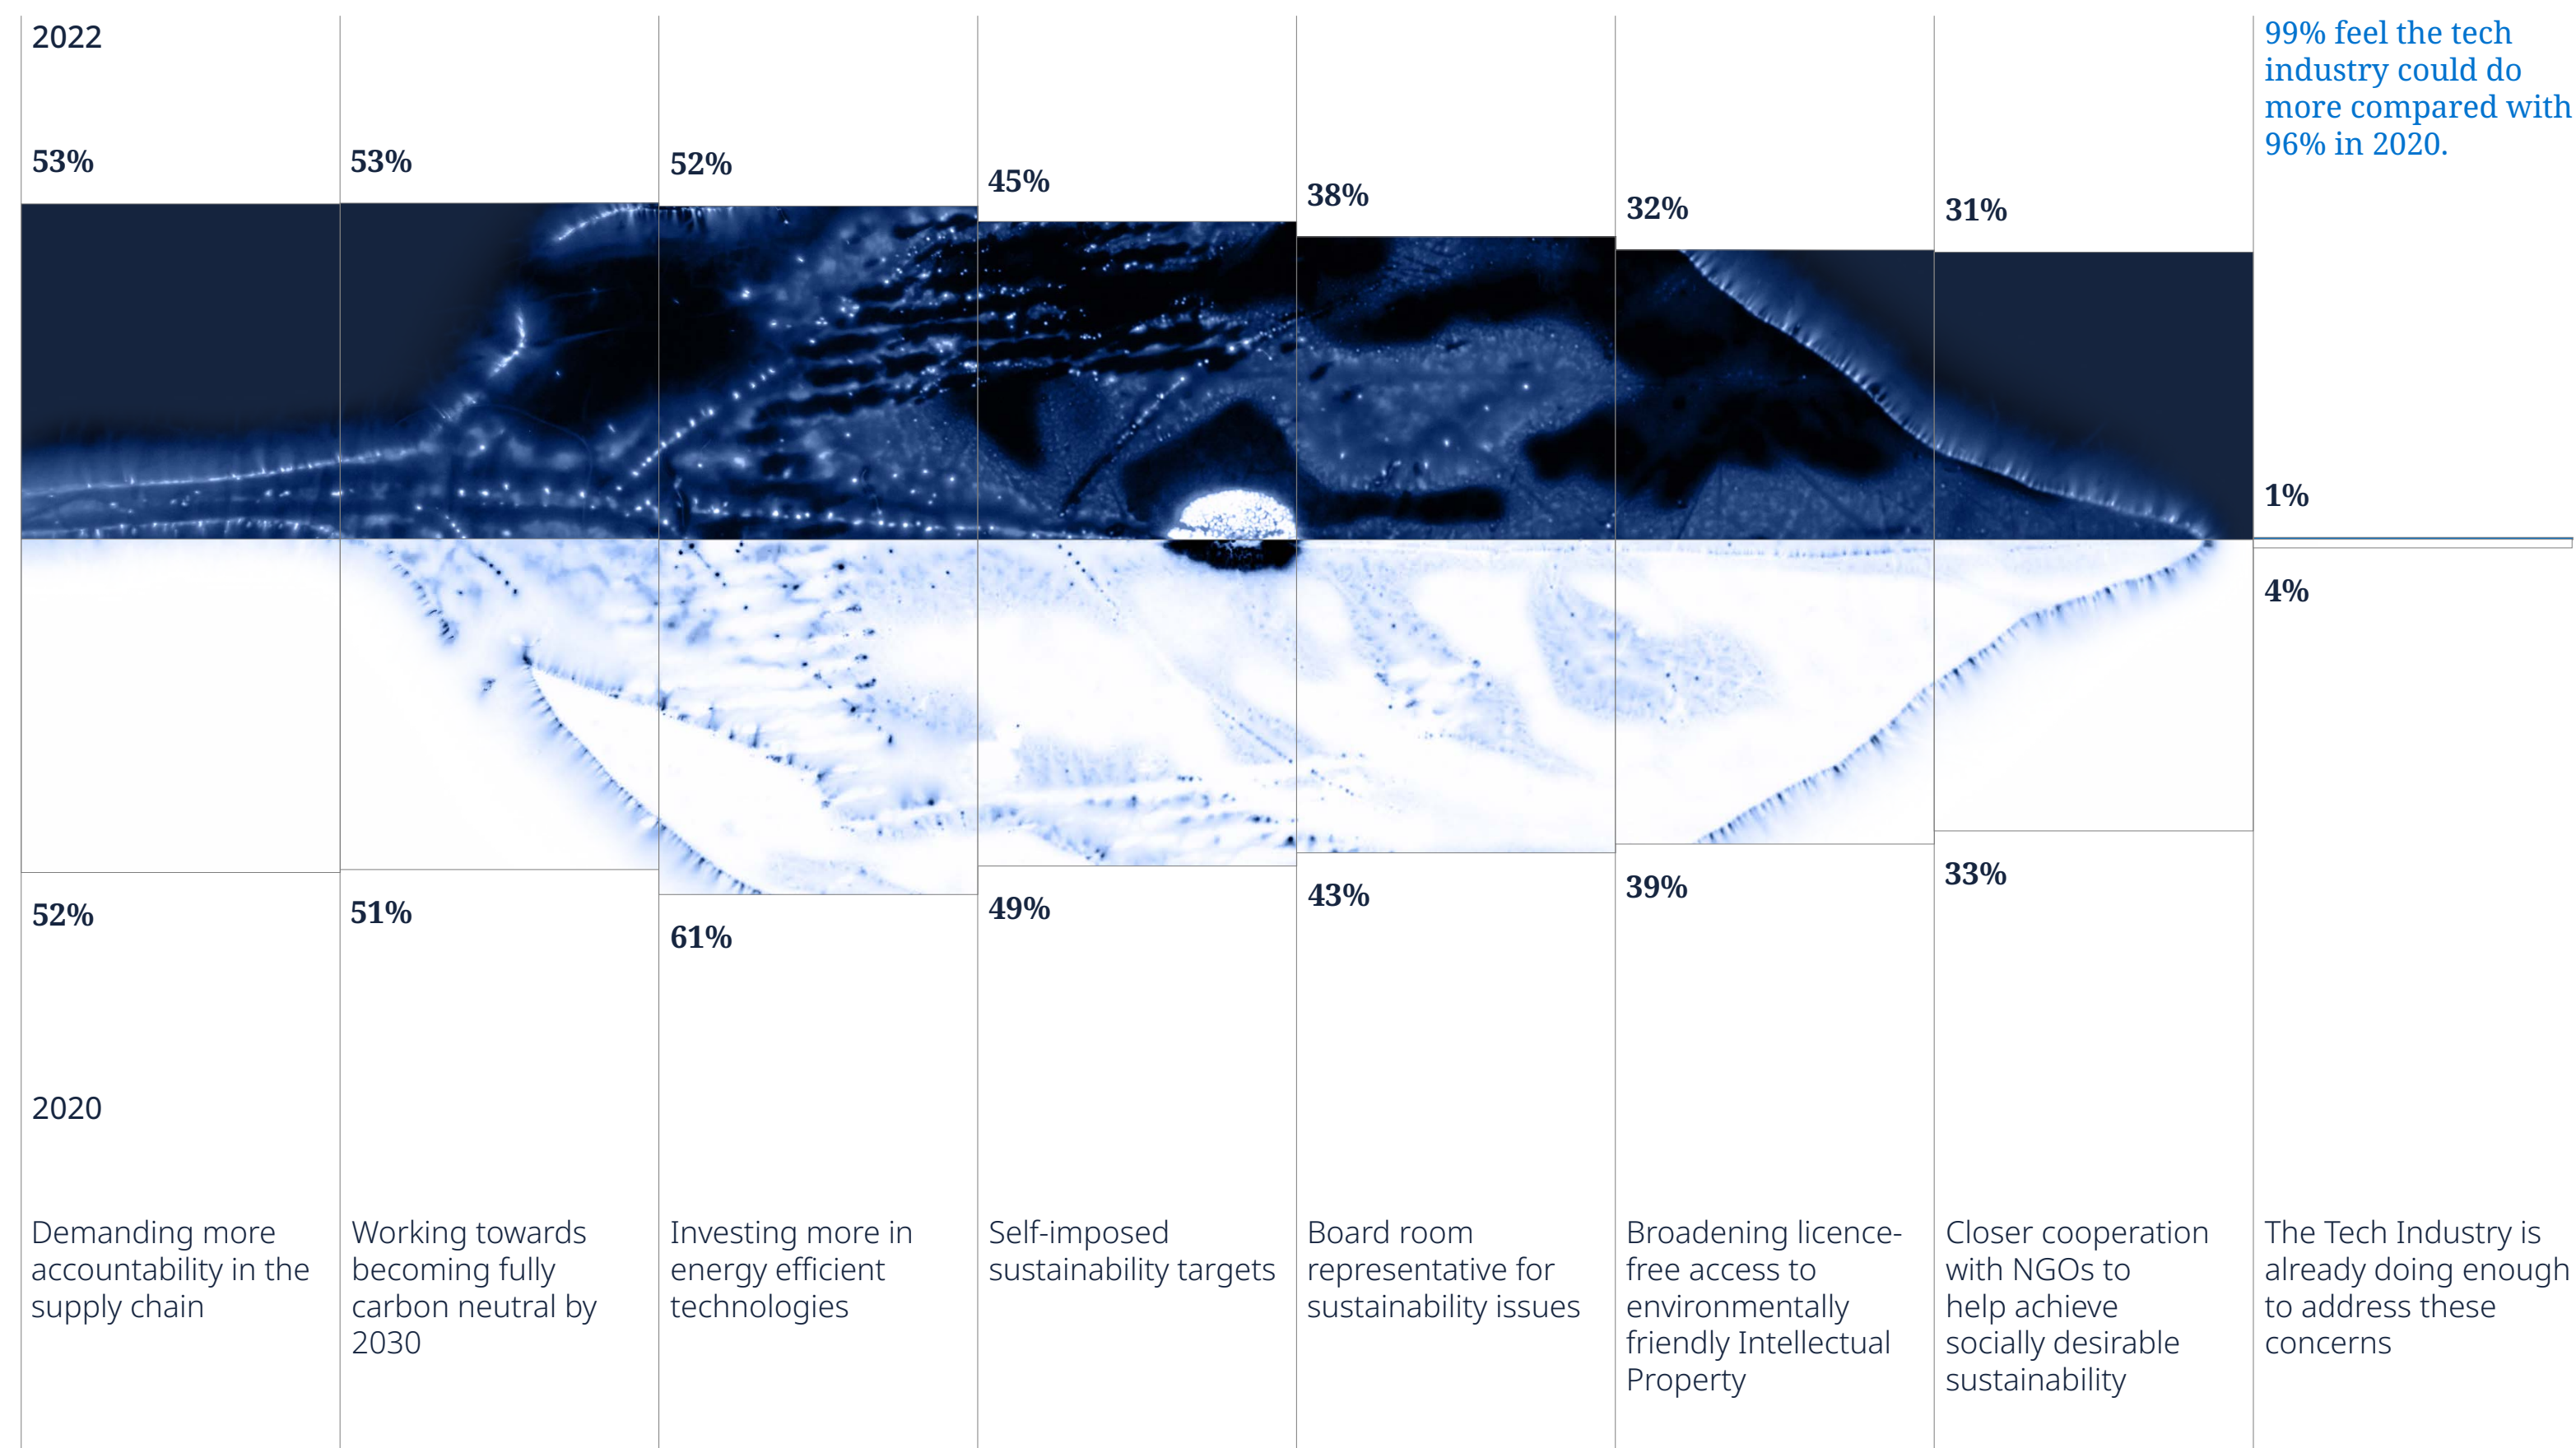 2022
99% feel the tech
industry could do
more compared with
96% in 2020.
53%
53%
52%
45%
38%
32%
31%
1%
52%
51%
61%
49%
43%
39%
33%
4%
2020
Demanding more
accountability in the
supply chain
Working towards
becoming fully
carbon neutral by
2030
Investing more in
energy efficient
technologies
Self-imposed
sustainability targets
Board room
representative for
sustainability issues
Broadening licence-
free access to
environmentally
friendly Intellectual
Property
Closer cooperation
with NGOs to
help achieve
socially desirable
sustainability
The Tech Industry is
already doing enough
to address these
concerns